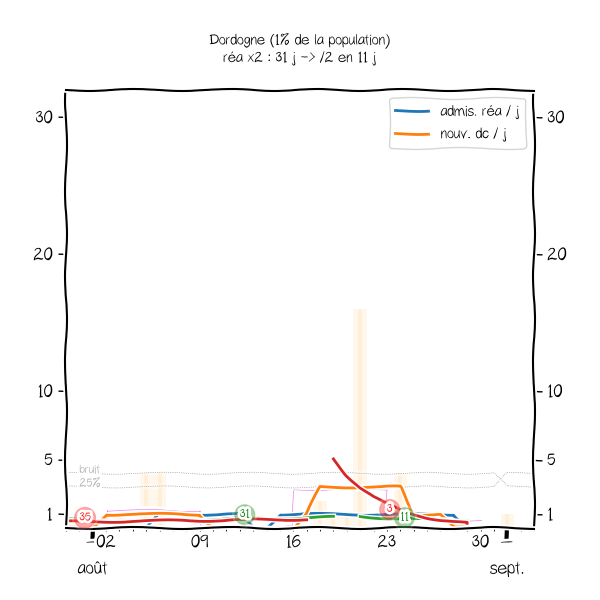 Dordogne (1% de la population)
réa x2 : 31 j -> /2 en 11 j
admis. réa / j
nouv. dc / j
30
30
20
20
10
10
5
5
bruit
25%
1
1
35
31
3
11
02
09
16
23
30
août
sept.